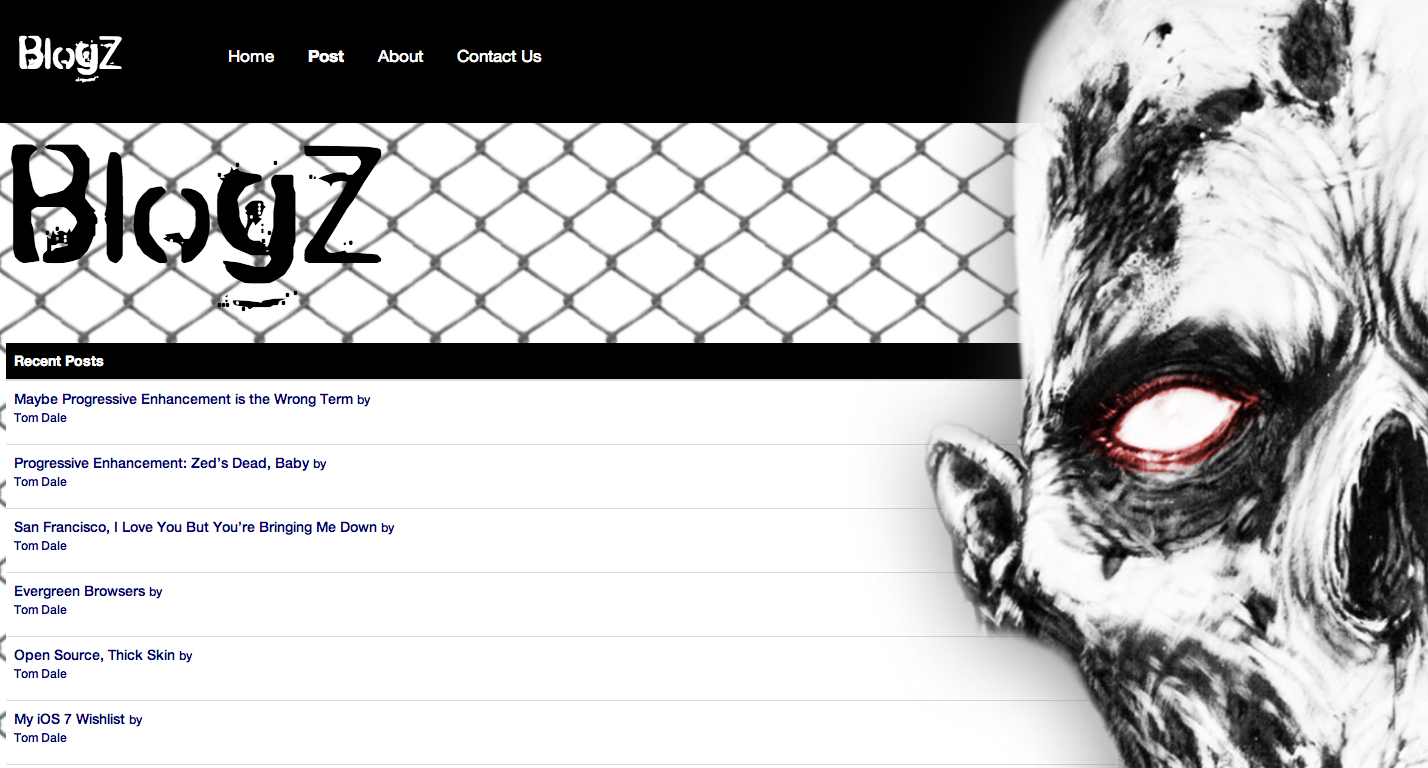 BlogZ
Home Post About Contact Us
BlogZ
Recent Posts
Maybe Progressive Enhancement is the Wrong Term by
Tom Dale
Progressive Enhancement: Zed’s Dead, Baby by
Tom Dale
San Francisco, I Love You But You’re Bringing Me Down by
Tom Dale
Evergreen Browsers by
Tom Dale
Open Source, Thick Skin by
Tom Dale
My iOS 7 Wishlist by
Tom Dale